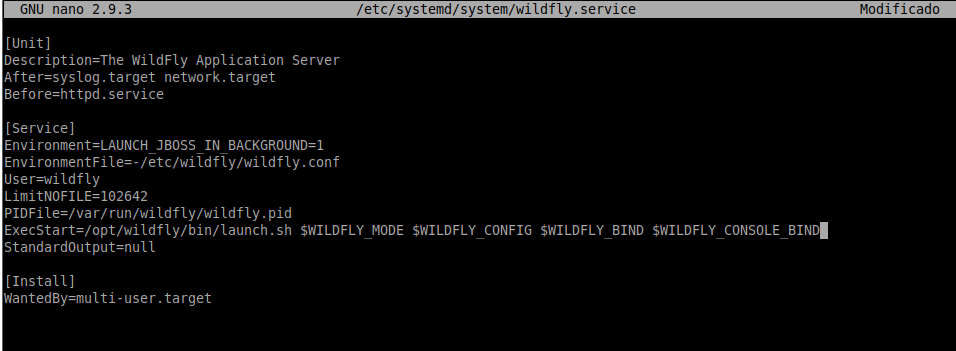 GNU nano 2.9.3 /etc/systemd/system/wildfly.service Modificado
[Unit]
Description=The WildFly Application Server
After=syslog.target network.target
Before=httpd.service
[Service]
Environment=LAUNCH_JBOSS_IN_BACKGROUND=1
EnvironmentFile=-/etc/wildfly/wildfly.conf
User=wildfly
LimitNOFILE=102642
PIDFile=/var/run/wildfly/wildfly.pid
ExecStart=/opt/wildfly/bin/launch.sh $WILDFLY_MODE $WILDFLY_CONFIG $WILDFLY_BIND $WILDFLY_CONSOLE_BIND
StandardOutput=null
[Install]
WantedBy=multi-user.target